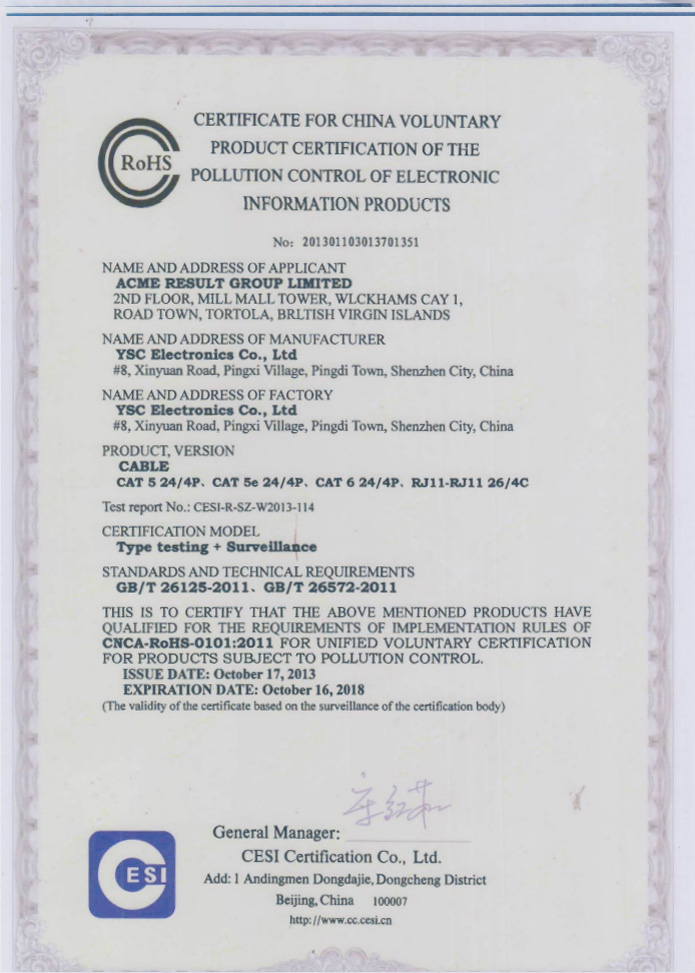 RoHS
CERTIFICATE FOR CHINA VOLUNTARY
PRODUCT CERTIFICATION OF THE
POLLUTION CONTROL OF ELECTRONIC
INFORMATION PRODUCTS
No: 201301103013701351
NAME AND ADDRESS OF APPLICANT
ACME RESULT GROUP LIMITED
2ND FLOOR, MILL MALL TOWER, WLCKHAMS CAY 1,
ROAD TOWN, TORTOLA, BRLTISH VIRGIN ISLANDS
NAME AND ADDRESS OF MANUFACTURER
YSC Electronics Co., Ltd
#8, Xinyuan Road, Pingxi Village, Pingdi Town, Shenzhen City, China
NAME AND ADDRESS OF FACTORY
YSC Electronics Co., Ltd
#8, Xinyuan Road, Pingxi Village, Pingdi Town, Shenzhen City, China
PRODUCT, VERSION
CABLE
CAT 5 24/4P、CAT 5e 24/4P、CAT 6 24/4P、RJ11-RJ11 26/4C
Test report No.: CESI-R-SZ-W2013-114
CERTIFICATION MODEL
Type testing + Surveillance
STANDARDS AND TECHNICAL REQUIREMENTS
GB/T 26125-2011、GB/T 26572-2011
THIS IS TO CERTIFY THAT THE ABOVE MENTIONED PRODUCTS HAVE
QUALIFIED FOR THE REQUIREMENTS OF IMPLEMENTATION RULES OF
CNCA-RoHS-0101:2011 FOR UNIFIED VOLUNTARY CERTIFICATION
FOR PRODUCTS SUBJECT TO POLLUTION CONTROL.
ISSUE DATE: October 17, 2013
EXPIRATION DATE: October 16, 2018
(The validity of the certificate based on the surveillance of the certification body)
General Manager:
CESI Certification Co., Ltd.
Add: 1 Andingmen Dongdajie, Dongcheng District
Beijing, China 100007
http://www.cc.cesi.cn
CESI